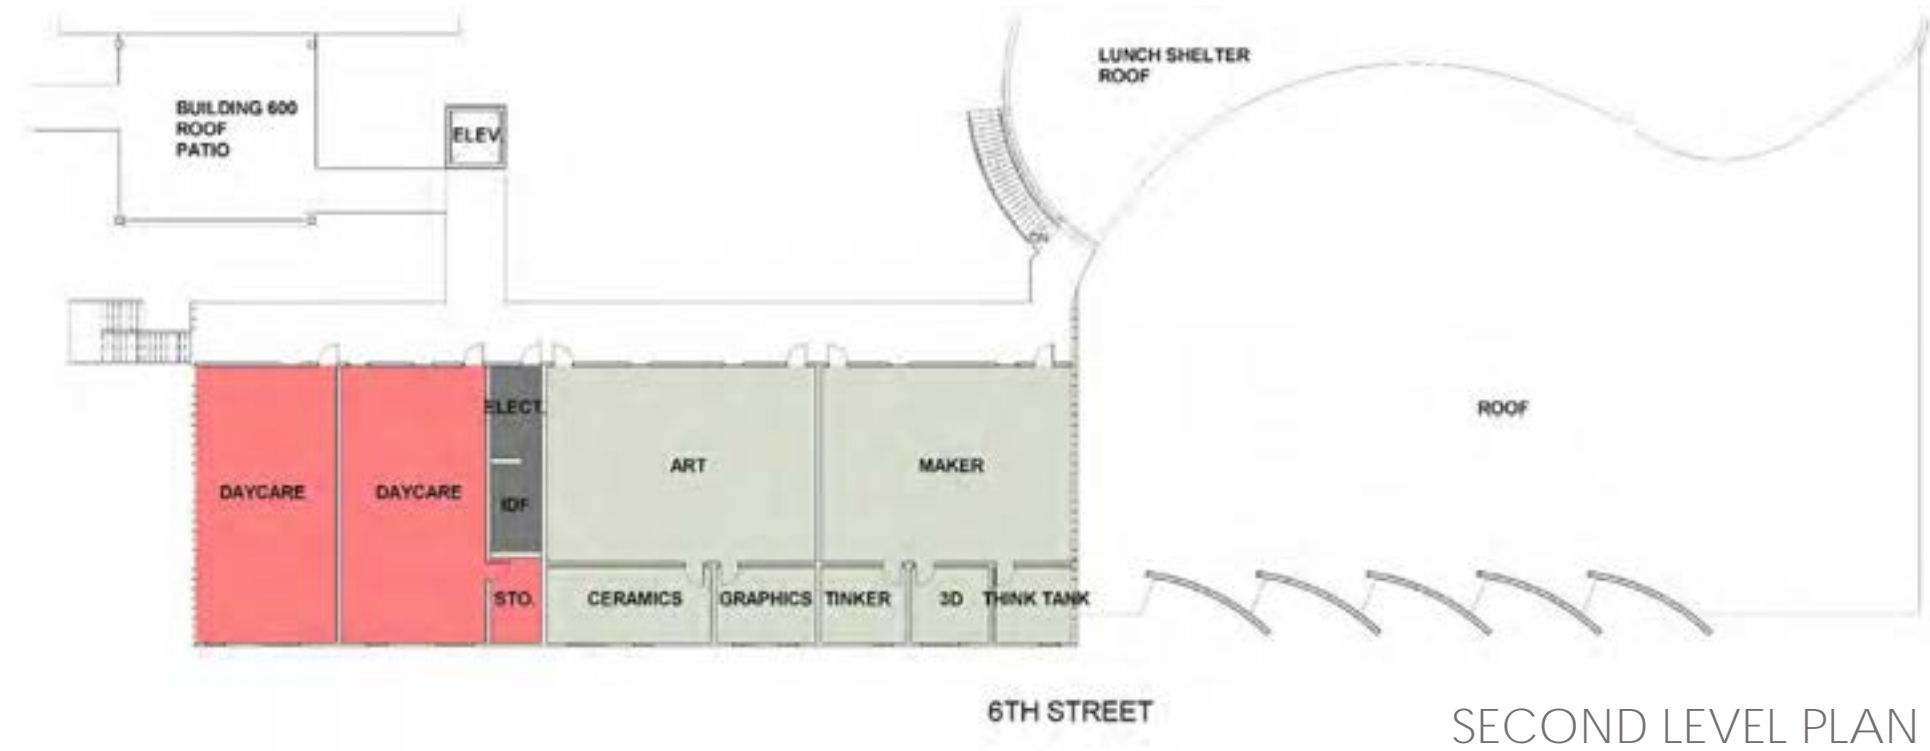 LUNCH SHELTER
ROOF
BUILDING 600
ROOF
PATIO
ELEV.
DN
ELECT.
ROOF
ART
MAKER
DAYCARE
DAYCARE
IDF
STO.
CERAMICS
GRAPHICS
TINKER
3D
THINK TANK
6TH STREET
SECOND LEVEL PLAN